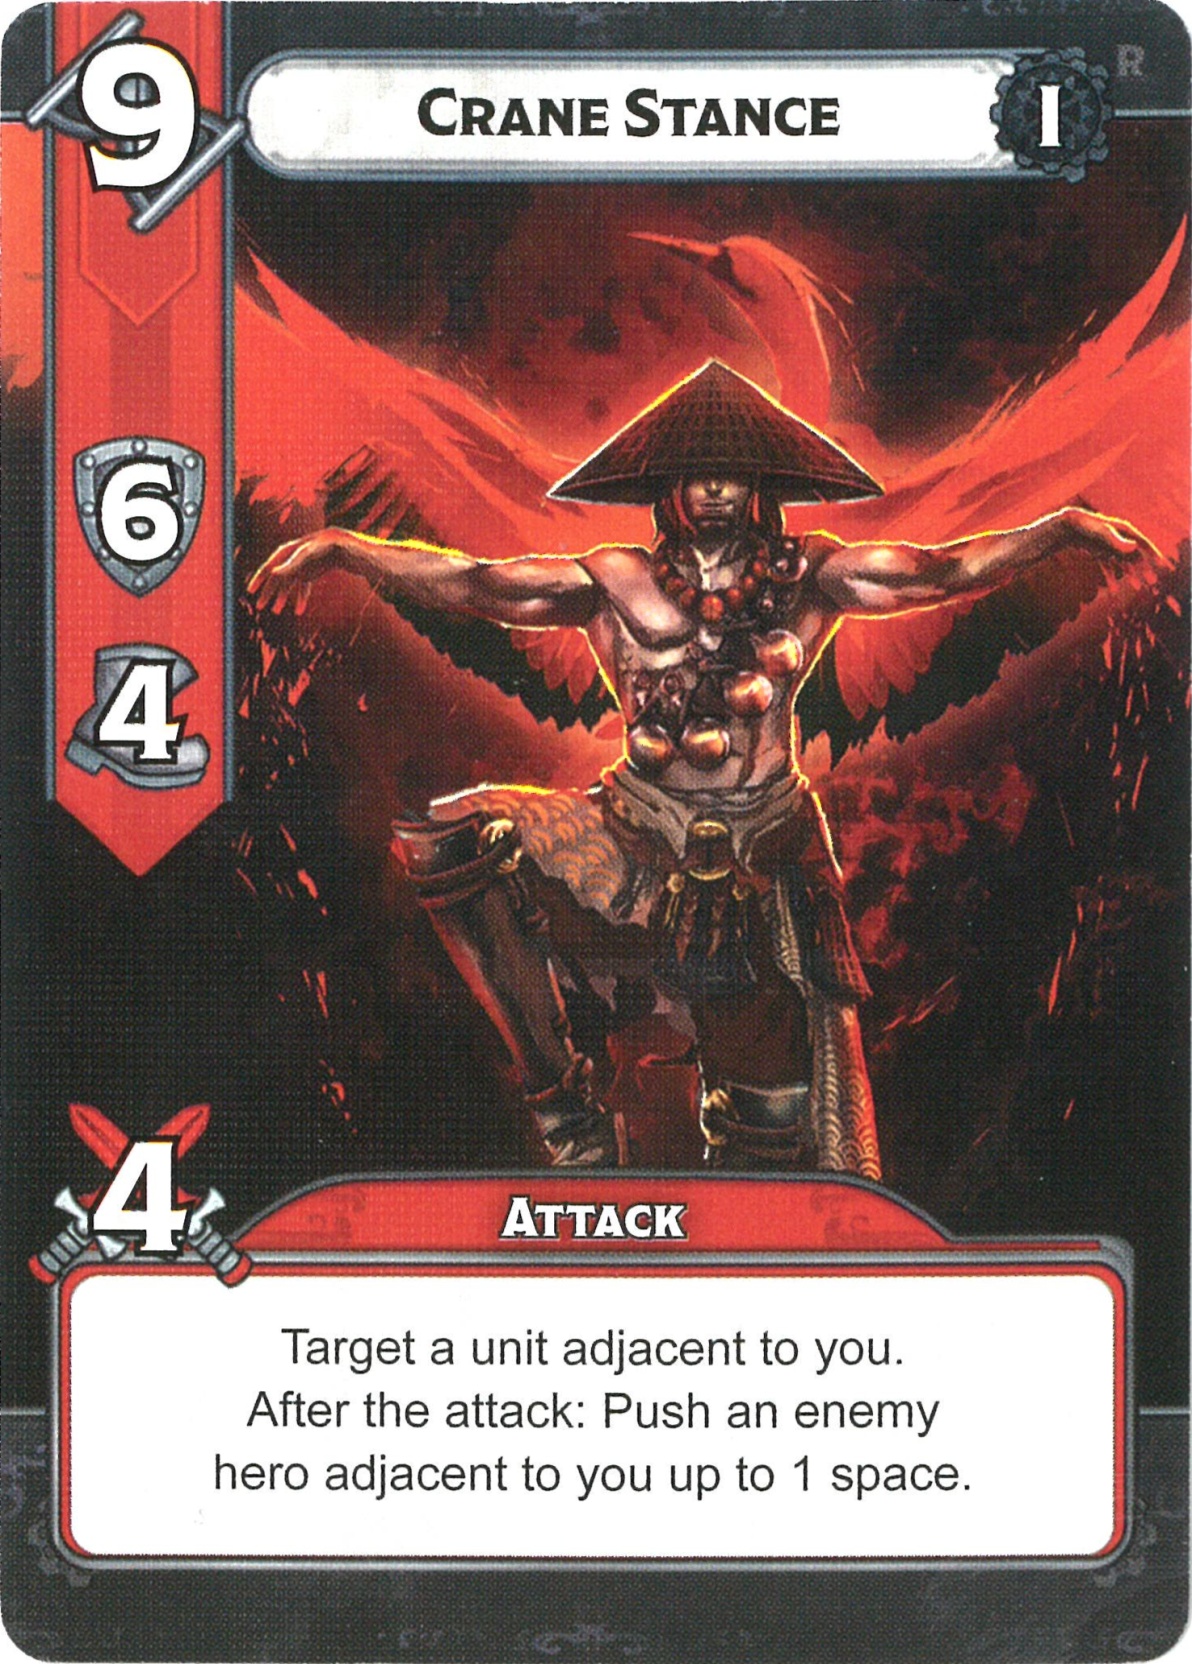 9
CRANE STANCE
I
R
6
4
4
ATTACK
Target a unit adjacent to you.
After the attack: Push an enemy
hero adjacent to you up to 1 space.